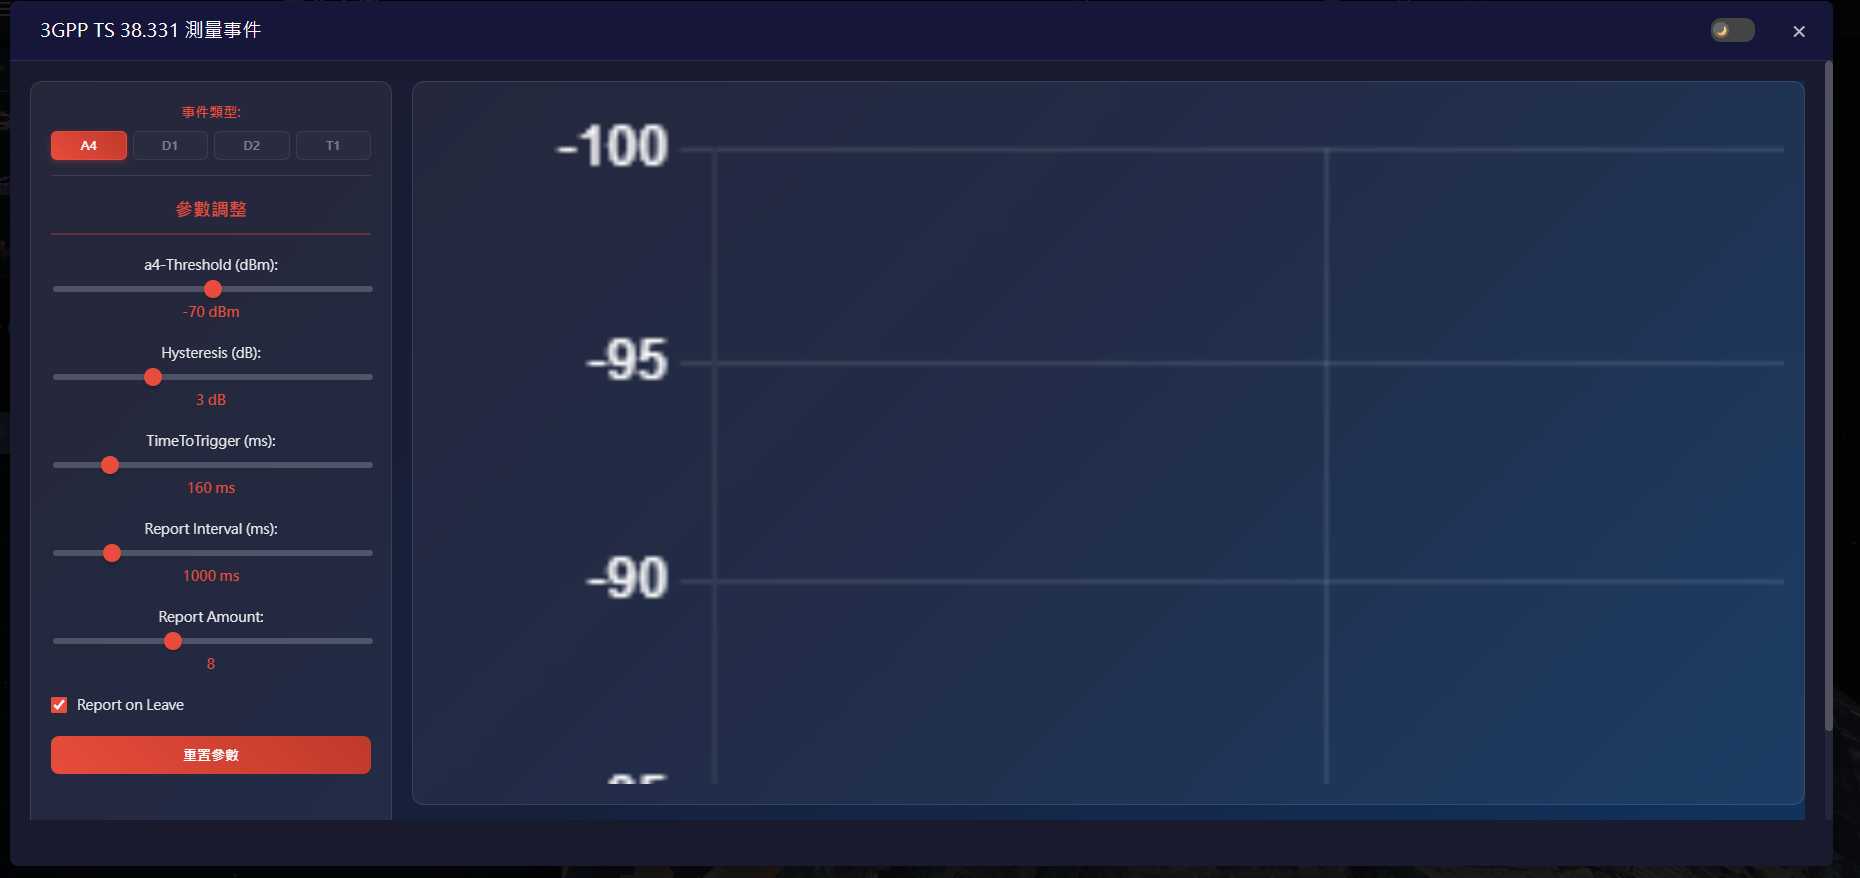 3GPP TS 38.331 測量事件
事件類型:
A4 D1 D2 T1
參數調整
a4-Threshold (dBm):
-70 dBm
Hysteresis (dB):
3 dB
TimeToTrigger (ms):
160 ms
Report Interval (ms):
1000 ms
Report Amount:
8
Report on Leave
重置參數
-100
-95
-90